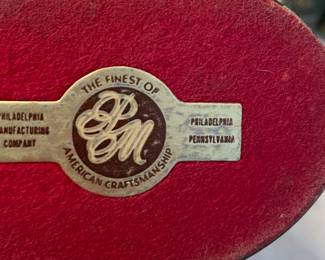 THE FINEST OF
PHILADELPHIA
MANUFACTURING
COMPANY
PM
PHILADELPHIA
PENNSYLVANIA
AMERICAN CRAFTSMANSHIP